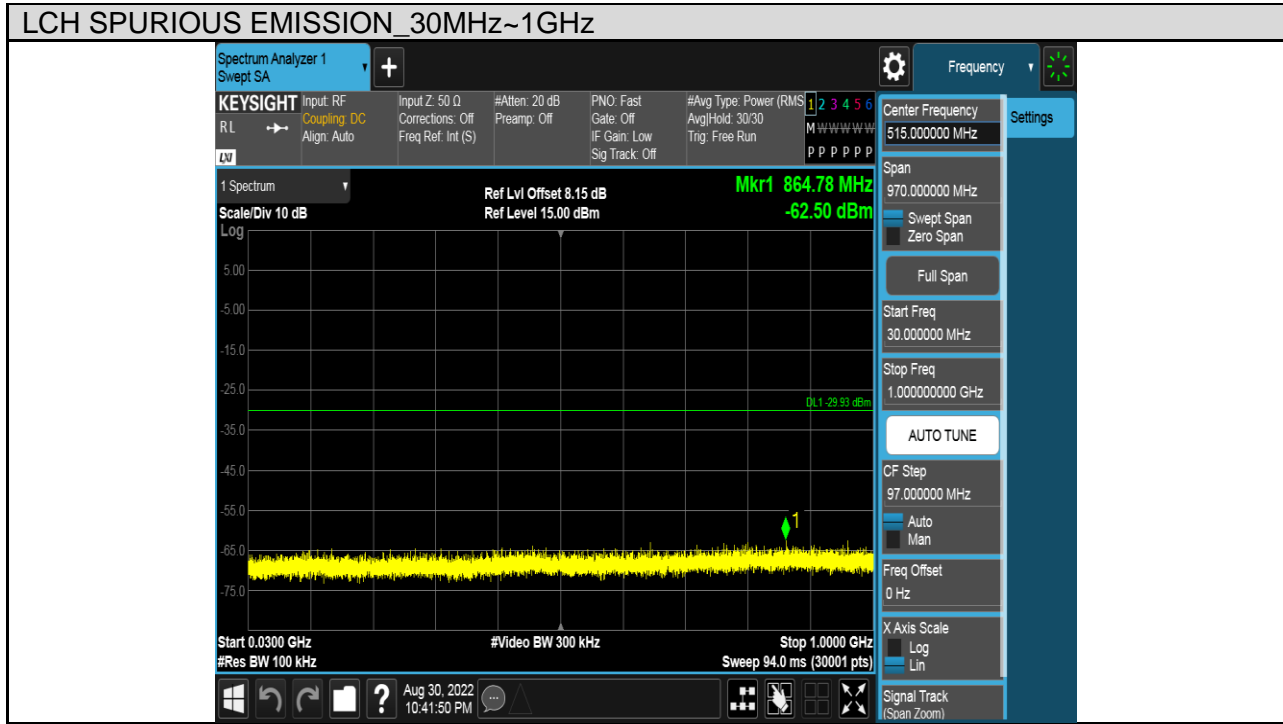 LCH SPURIOUS EMISSION_30MHz~1GHz
Spectrum Analyzer 1
Swept SA
Frequency
KEYSIGHT
RL
LXI
Input: RF
Coupling: DC
Align: Auto
Input Z: 50 Ω
Corrections: Off
Freq Ref: Int (S)
#Atten: 20 dB
Preamp: Off
PNO: Fast
Gate: Off
IF Gain: Low
Sig Track: Off
#Avg Type: Power (RMS
Avg|Hold: 30/30
Trig: Free Run
1 2 3 4 5 6
M W W W W W
P P P P P P
1 Spectrum
Scale/Div 10 dB
Ref Lvl Offset 8.15 dB
Ref Level 15.00 dBm
Mkr1 864.78 MHz
-62.50 dBm
Log
5.00
-5.00
-15.0
-25.0
DL1 -29.93 dBm
-35.0
-45.0
-55.0
1
-65.0
-75.0
Start 0.0300 GHz
#Res BW 100 kHz
#Video BW 300 kHz
Stop 1.0000 GHz
Sweep 94.0 ms (30001 pts)
Aug 30, 2022
10:41:50 PM
Center Frequency
515.000000 MHz
Settings
Span
970.000000 MHz
Swept Span
Zero Span
Full Span
Start Freq
30.000000 MHz
Stop Freq
1.000000000 GHz
AUTO TUNE
CF Step
97.000000 MHz
Auto
Man
Freq Offset
0 Hz
X Axis Scale
Log
Lin
Signal Track
(Span Zoom)